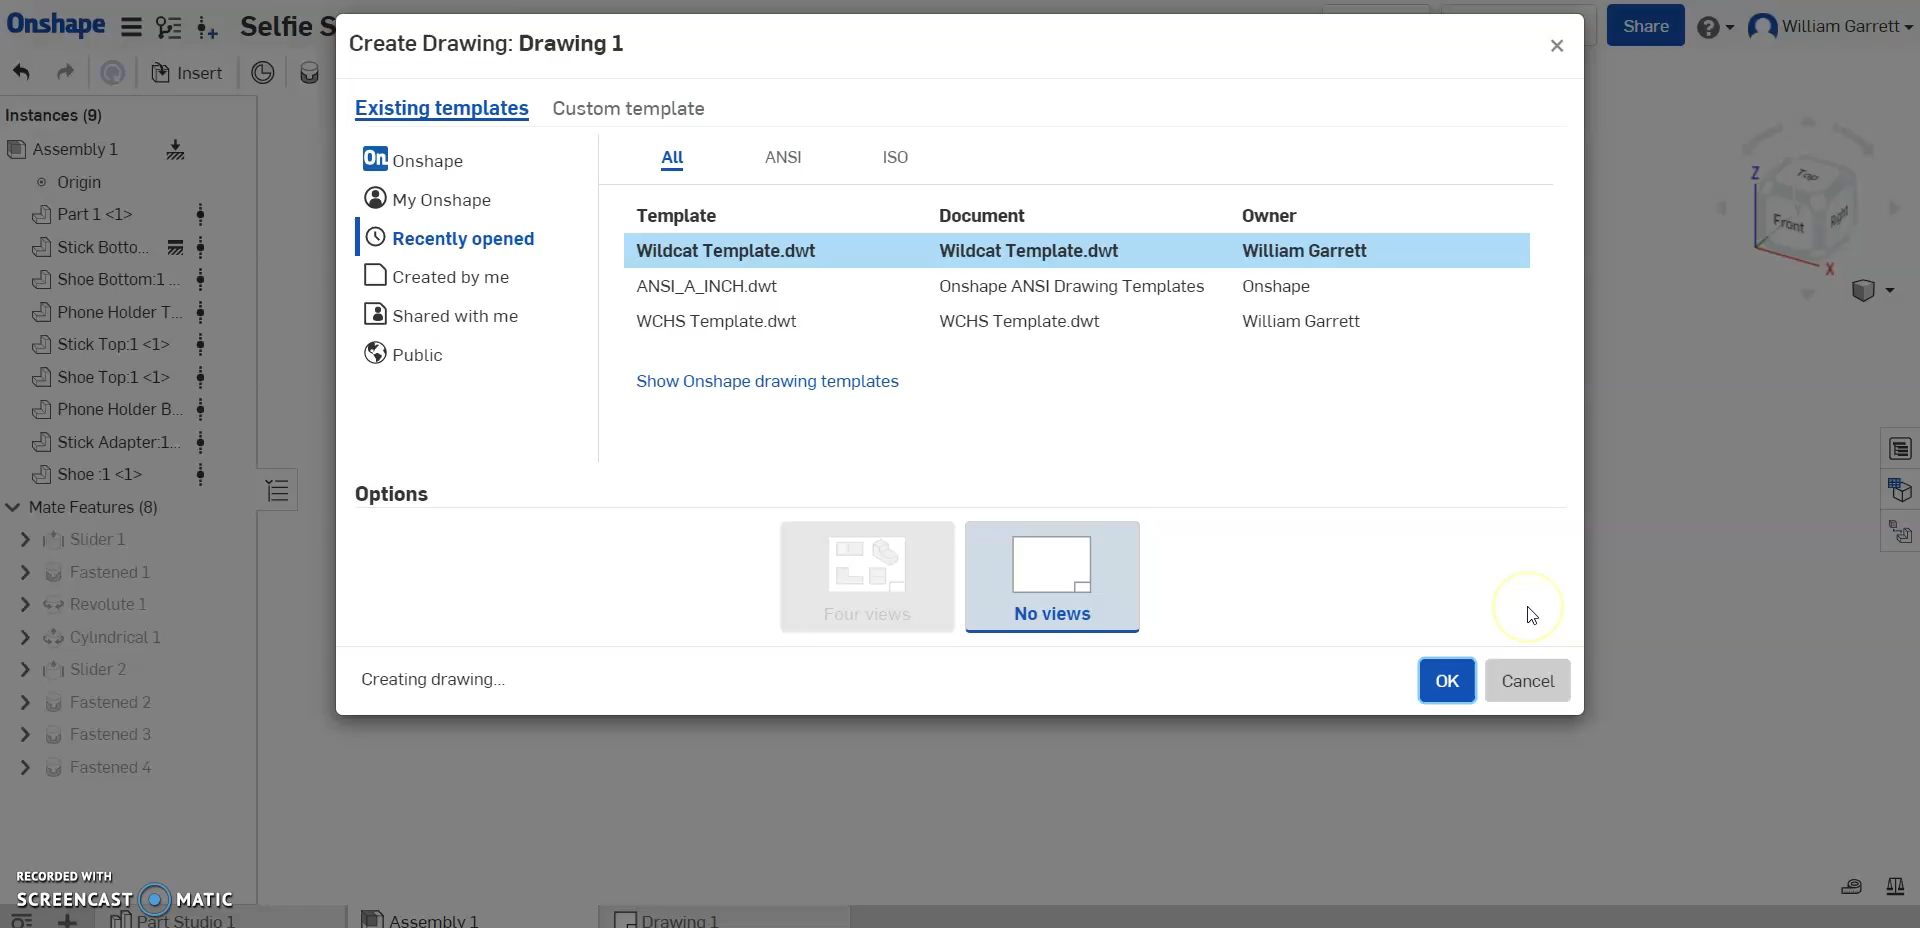 Onshape
Selfie S
Share
William Garrett
Insert
Instances (9)
Assembly 1
Origin
Part 1 <1>
Stick Botto...
Shoe Bottom:1 ...
Phone Holder T...
Stick Top:1 <1>
Shoe Top:1 <1>
Phone Holder B...
Stick Adapter:1...
Shoe :1 <1>
Mate Features (8)
Slider 1
Fastened 1
Revolute 1
Cylindrical 1
Slider 2
Fastened 2
Fastened 3
Fastened 4
Create Drawing: Drawing 1
Existing templates Custom template
On Onshape
My Onshape
Recently opened
Created by me
Shared with me
Public
All ANSI ISO
Template Document Owner
Wildcat Template.dwt Wildcat Template.dwt William Garrett
ANSI_A_INCH.dwt Onshape ANSI Drawing Templates Onshape
WCHS Template.dwt WCHS Template.dwt William Garrett
Show Onshape drawing templates
Options
Four views
No views
Creating drawing...
OK Cancel
Z
Top
Front
Right
X
RECORDED WITH
SCREENCAST MATIC
Part Studio 1 Assembly 1 Drawing 1